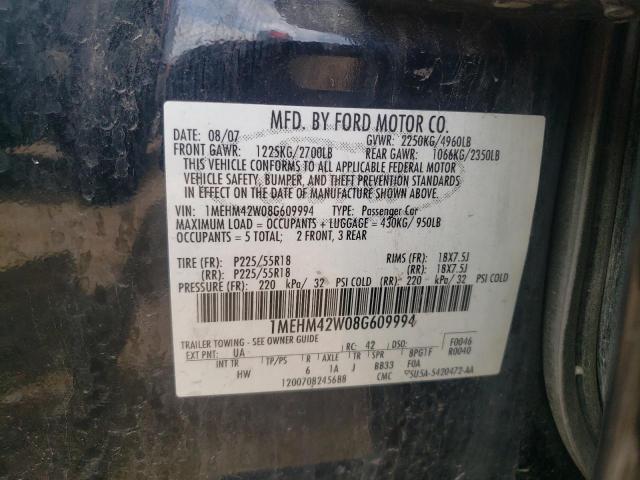 MFD. BY FORD MOTOR CO.
DATE: 08/07 GVWR: 2250KG/4960LB
FRONT GAWR: 1225KG/2700LB REAR GAWR: 1066KG/2350LB
THIS VEHICLE CONFORMS TO ALL APPLICABLE FEDERAL MOTOR
VEHICLE SAFETY, BUMPER, AND THEFT PREVENTION STANDARDS
IN EFFECT ON THE DATE OF MANUFACTURE SHOWN ABOVE.
VIN: 1MEHM42W08G609994 TYPE: Passenger Car
MAXIMUM LOAD = OCCUPANTS + LUGGAGE = 430KG/ 950LB
OCCUPANTS = 5 TOTAL; 2 FRONT, 3 REAR
TIRE (FR): P225/55R18 RIMS (FR): 18X7.5J
(RR): P225/55R18 (RR): 18X7.5J
PRESSURE (FR): 220 kPa/ 32 PSI COLD (RR): 220 kPa/ 32 PSI COLD
1MEHM42W08G609994
TRAILER TOWING - SEE OWNER GUIDE
EXT PNT: UA RC: 42 DSO: F0046
R0040
INT TR TP/PS R AXLE TR SPR BPG1F
HW 6 1A J BB33 F0A
1200708245688 CMC 5U5A-5420472-AA